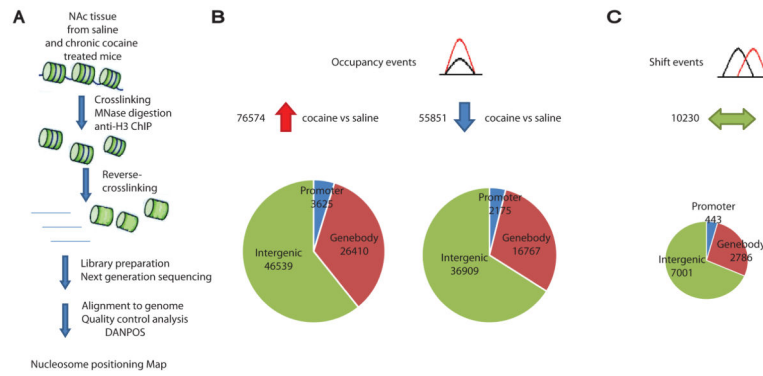 A
NAc tissue
from saline
and chronic cocaine
treated mice
Crosslinking
MNase digestion
anti-H3 ChIP
Reverse-
crosslinking
Library preparation
Next generation sequencing
Alignment to genome
Quality control analysis
DANPOS
Nucleosome positioning Map
B
Occupancy events
76574
cocaine vs saline
55851
cocaine vs saline
Promoter
3625
Genebody
26410
Intergenic
46539
Promoter
2175
Genebody
16767
Intergenic
36909
C
Shift events
10230
Promoter
443
Genebody
2786
Intergenic
7001